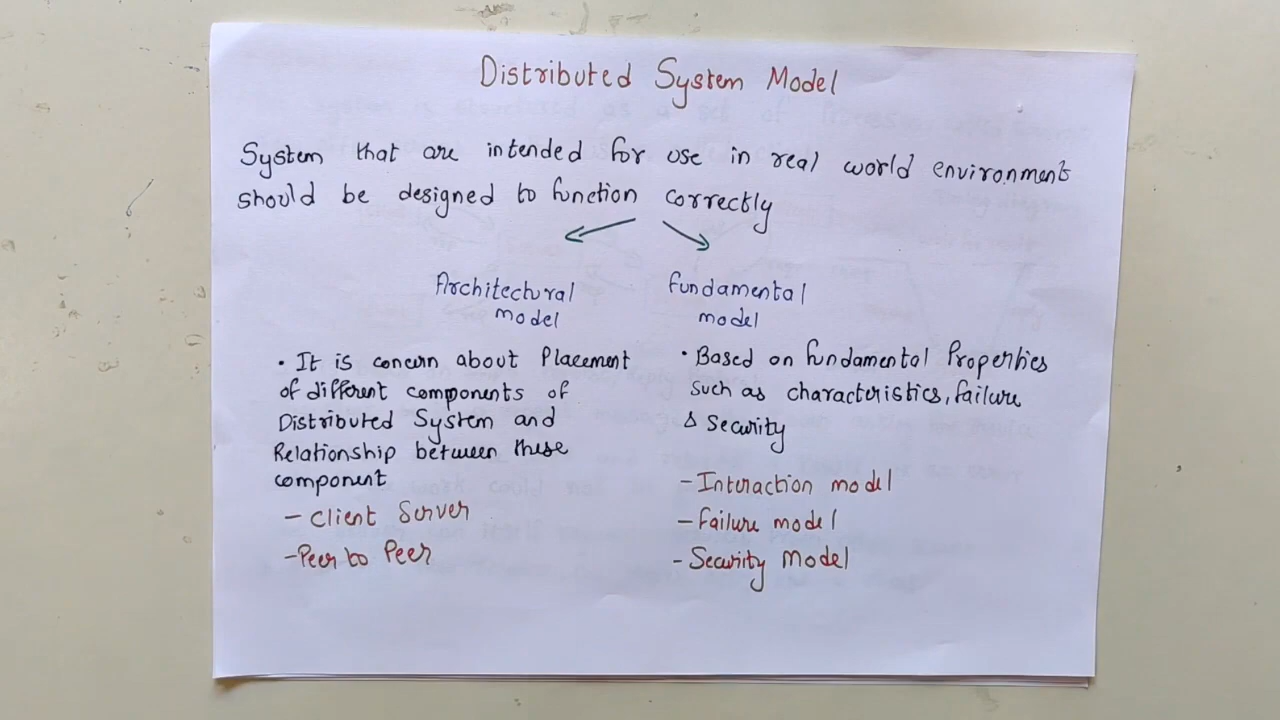 Distributed System Model
System that are intended for use in real world environment
should be designed to function correctly
Architectural
model
Fundamental
model
• It is concern about Placement
of different components of
Distributed System and
Relationship between these
component
- Client Server
- Peer to Peer
• Based on fundamental Properties
such as characteristics, failure
& Security
- Interaction model
- Failure model
- Security Model